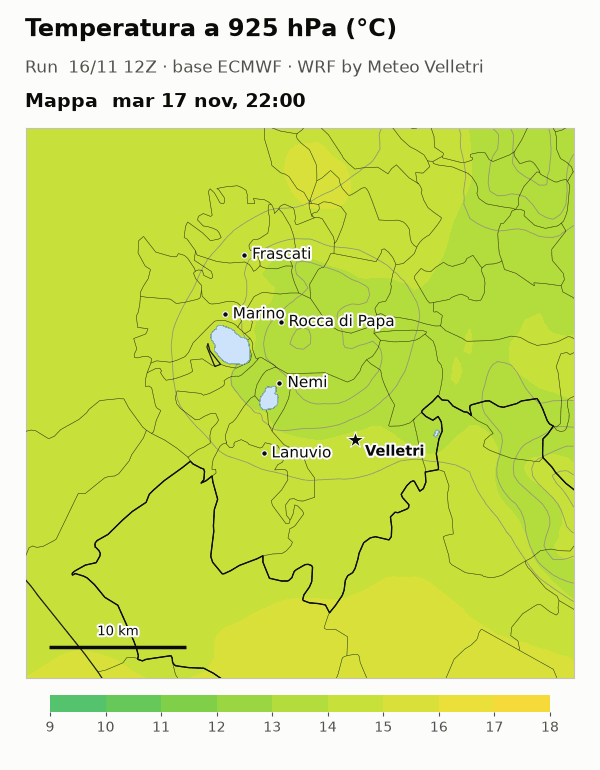 Temperatura a 925 hPa (°C)
Run  16/11 12Z · base ECMWF · WRF by Meteo Velletri
Mappa  mar 17 nov, 22:00
Frascati
Marino
Rocca di Papa
Nemi
Velletri
Lanuvio
10 km
9 10 11 12 13 14 15 16 17 18